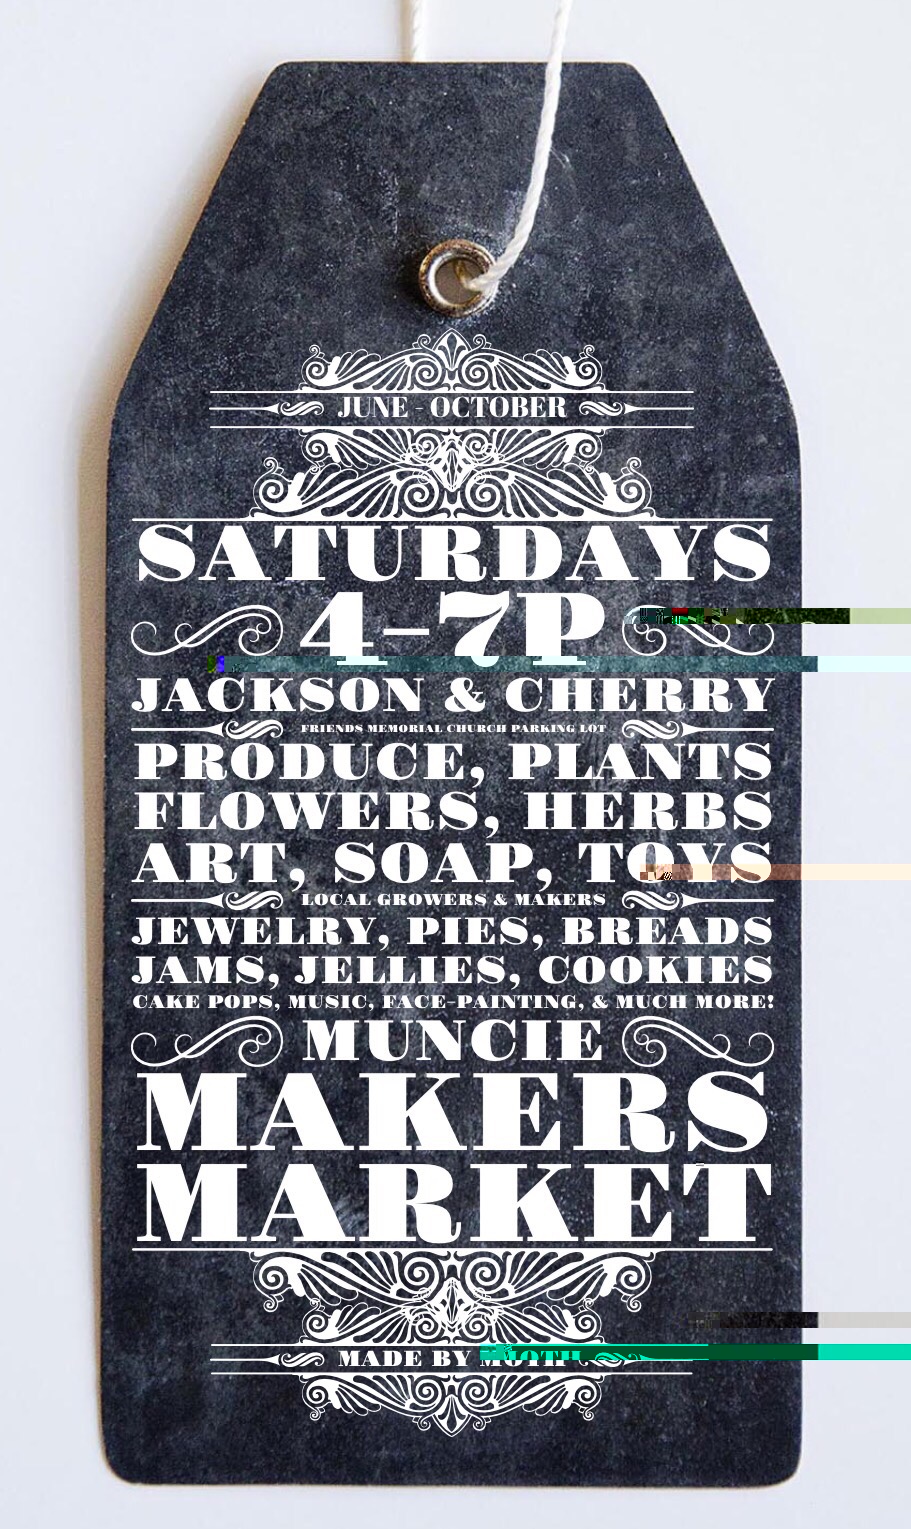 JUNE - OCTOBER
SATURDAYS
4-7P
JACKSON & CHERRY
FRIENDS MEMORIAL CHURCH PARKING LOT
PRODUCE, PLANTS
FLOWERS, HERBS
ART, SOAP, TOYS
LOCAL GROWERS & MAKERS
JEWELRY, PIES, BREADS
JAMS, JELLIES, COOKIES
CAKE POPS, MUSIC, FACE-PAINTING, & MUCH MORE!
MUNCIE
MAKERS
MARKET
MADE BY MOTH